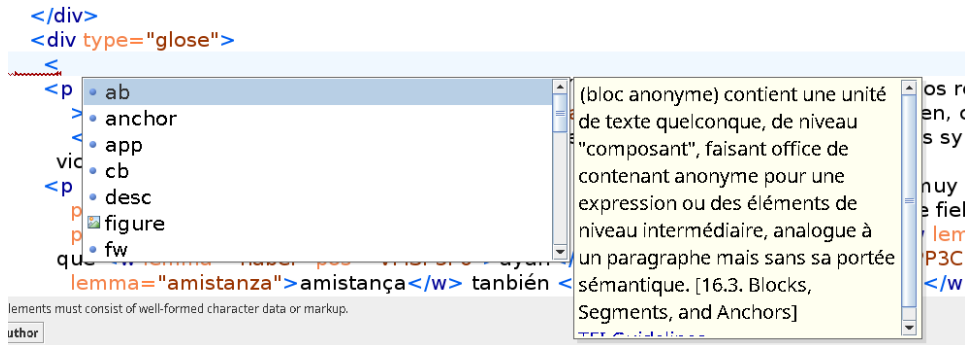 </div>
<div type="glose">
<
<p
ab
anchor
app
cb
desc
figure
fw
(bloc anonyme) contient une unité
de texte quelconque, de niveau
"composant", faisant office de
contenant anonyme pour une
expression ou des éléments de
niveau intermédiaire, analogue à
un paragraphe mais sans sa portée
sémantique. [16.3. Blocks,
Segments, and Anchors]
TEI Guidelines
<p
muy
lemma="amistanza">amistança</w> tanbién <
</w
lements must consist of well-formed character data or markup.
uthor